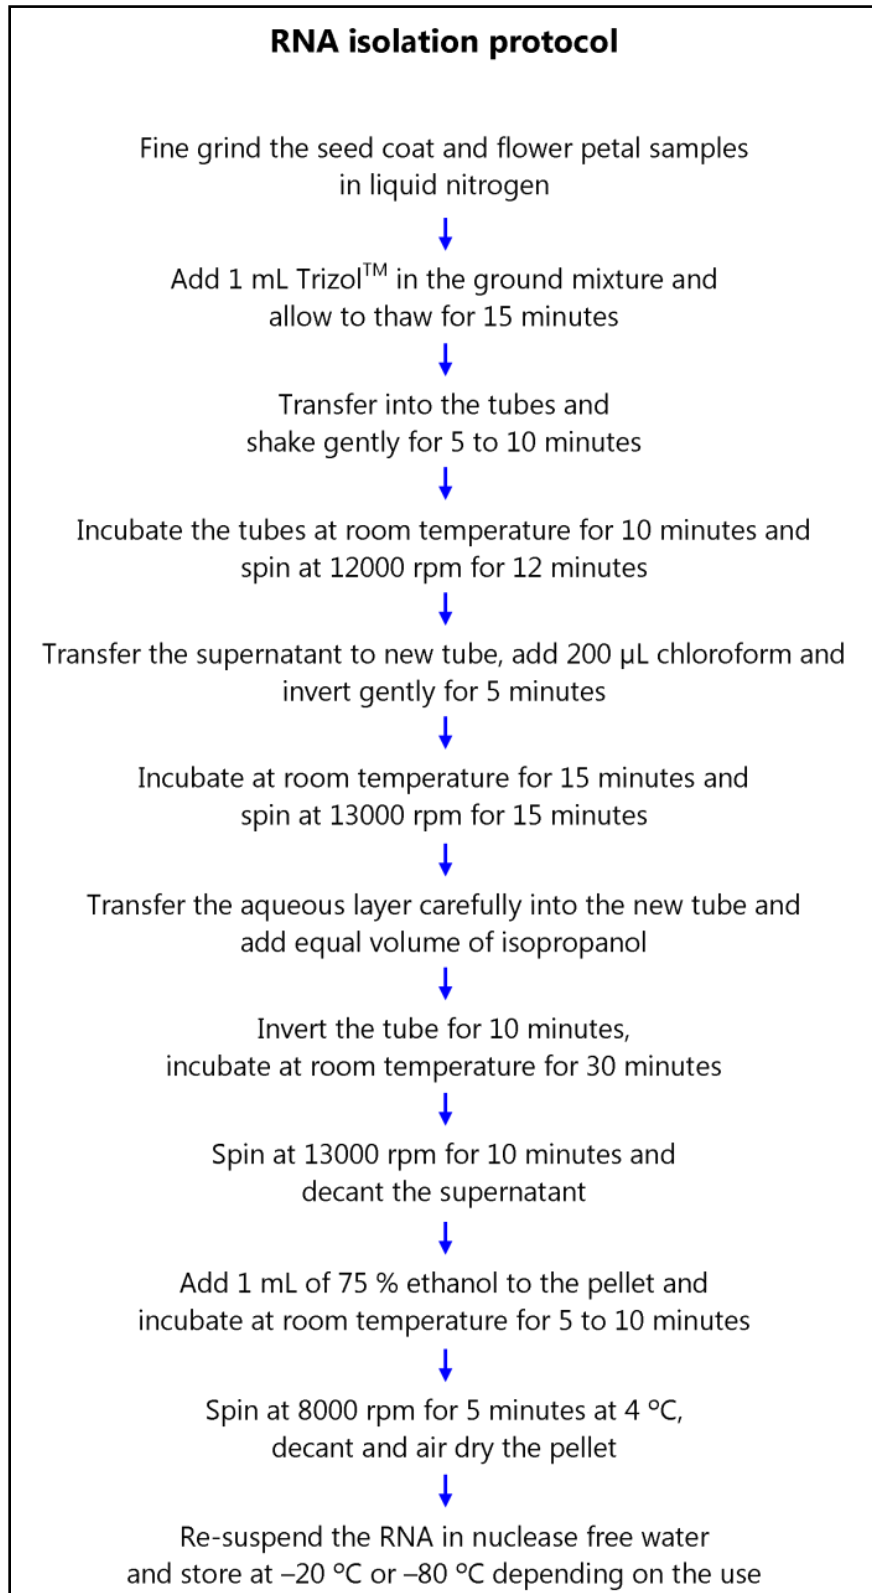 RNA isolation protocol
Fine grind the seed coat and flower petal samples
in liquid nitrogen
Add 1 mL Trizol™ in the ground mixture and
allow to thaw for 15 minutes
Transfer into the tubes and
shake gently for 5 to 10 minutes
Incubate the tubes at room temperature for 10 minutes and
spin at 12000 rpm for 12 minutes
Transfer the supernatant to new tube, add 200 µL chloroform and
invert gently for 5 minutes
Incubate at room temperature for 15 minutes and
spin at 13000 rpm for 15 minutes
Transfer the aqueous layer carefully into the new tube and
add equal volume of isopropanol
Invert the tube for 10 minutes,
incubate at room temperature for 30 minutes
Spin at 13000 rpm for 10 minutes and
decant the supernatant
Add 1 mL of 75 % ethanol to the pellet and
incubate at room temperature for 5 to 10 minutes
Spin at 8000 rpm for 5 minutes at 4 ºC,
decant and air dry the pellet
Re-suspend the RNA in nuclease free water
and store at –20 ºC or –80 ºC depending on the use